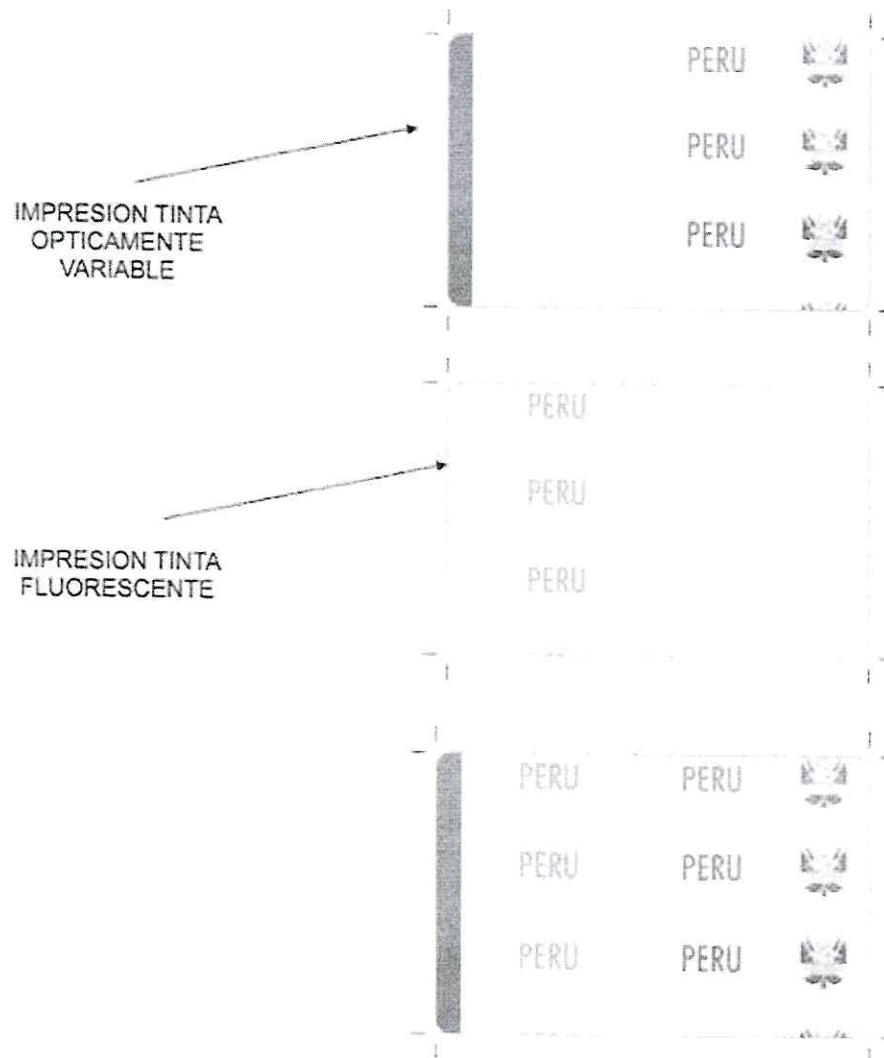 PERU
PERU
IMPRESION TINTA
OPTICAMENTE
VARIABLE
PERU
PERU
PERU
IMPRESION TINTA
FLUORESCENTE
PERU
PERU PERU
PERU PERU
PERU PERU